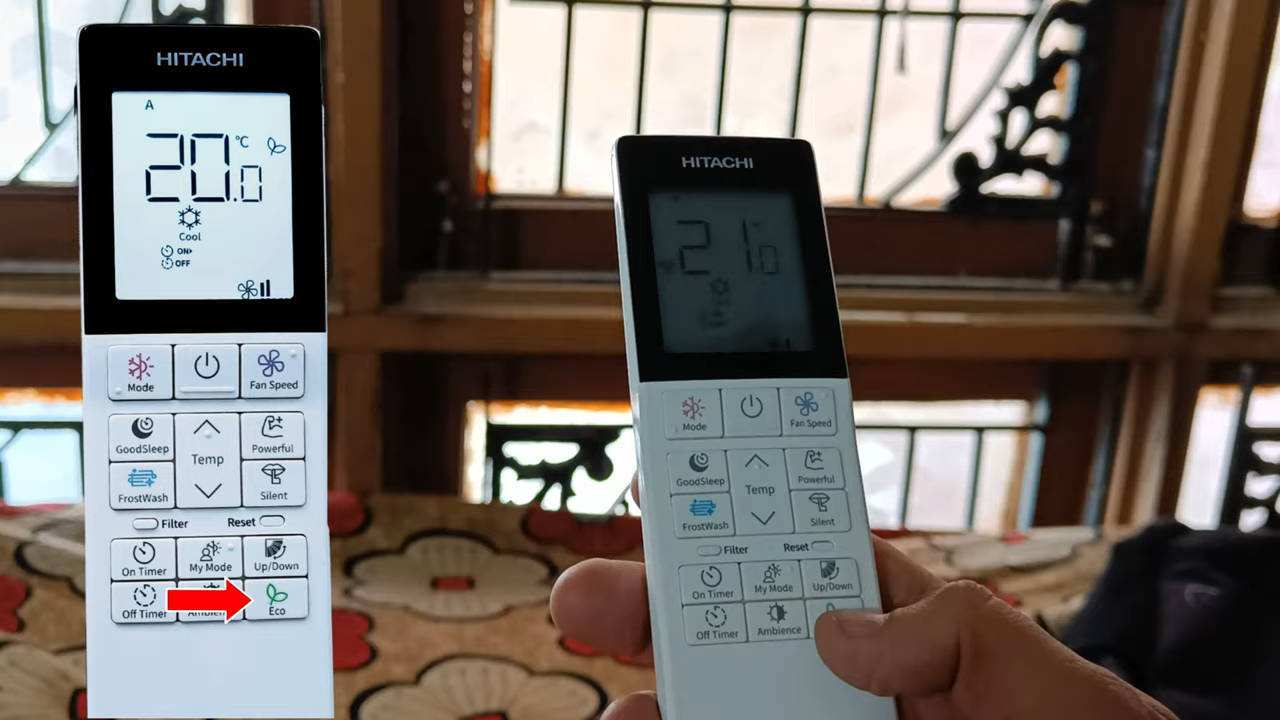 HITACHI
A
20.0 °C
Cool
ON
OFF
Mode
Fan Speed
GoodSleep
Temp
Powerful
FrostWash
Silent
Filter
Reset
On Timer
My Mode
Up/Down
Off Timer
Eco
HITACHI
21.0
Mode
Fan Speed
GoodSleep
Temp
Powerful
FrostWash
Silent
Filter
Reset
On Timer
My Mode
Up/Down
Off Timer
Ambience